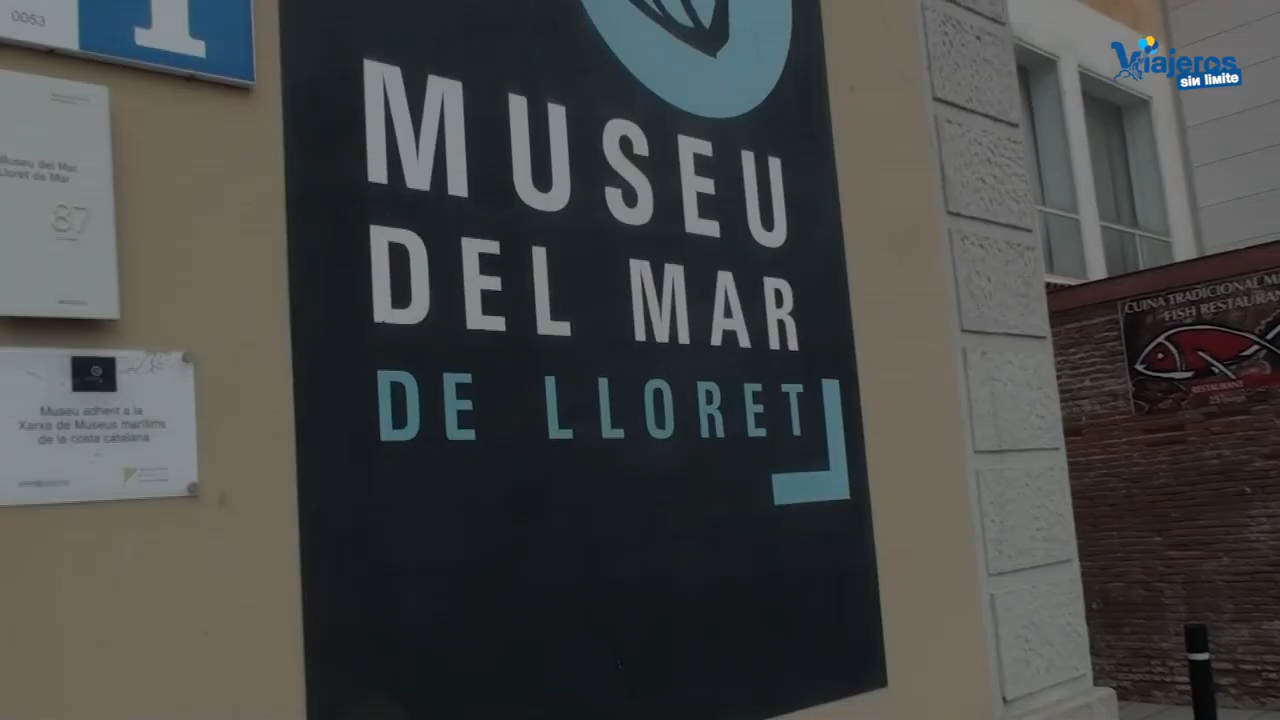 0053
i
Museu del Mar
Lloret de Mar
87
Museu adherit a la
Xarxa de Museus marítims
de la costa catalana
MUSEU
DEL MAR
DE LLORET
Viajeros
sin límite
CUINA TRADICIONAL
FISH RESTAURAN
RESTAURANT